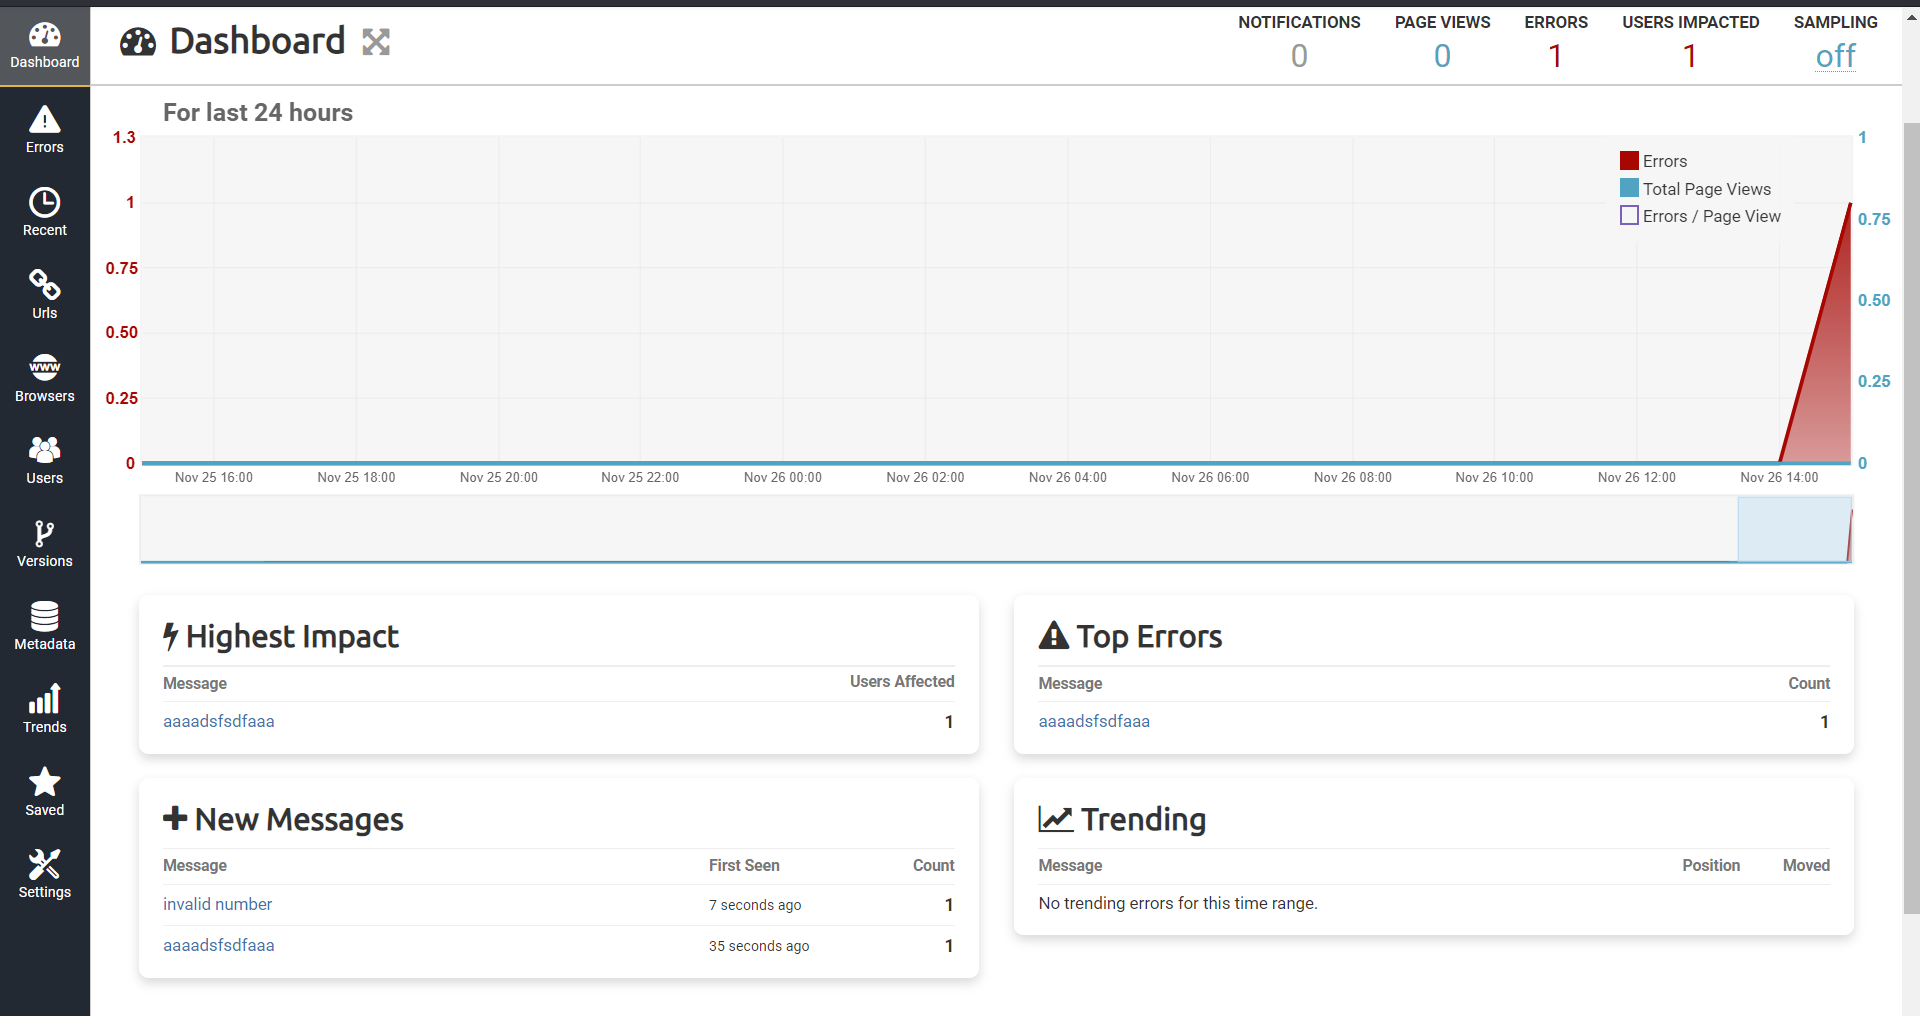 Dashboard
Errors
Recent
Urls
www
Browsers
Users
Versions
Metadata
Trends
Saved
Settings
Dashboard
NOTIFICATIONS PAGE VIEWS ERRORS USERS IMPACTED SAMPLING
0 0 1 1 off
For last 24 hours
1.3
1
0.75
0.50
0.25
0
1
0.75
0.50
0.25
0
Errors
Total Page Views
Errors / Page View
Nov 25 16:00 Nov 25 18:00 Nov 25 20:00 Nov 25 22:00 Nov 26 00:00 Nov 26 02:00 Nov 26 04:00 Nov 26 06:00 Nov 26 08:00 Nov 26 10:00 Nov 26 12:00 Nov 26 14:00
Highest Impact
Message Users Affected
aaaadsfsdfaaa 1
Top Errors
Message Count
aaaadsfsdfaaa 1
New Messages
Message First Seen Count
invalid number 7 seconds ago 1
aaaadsfsdfaaa 35 seconds ago 1
Trending
Message Position Moved
No trending errors for this time range.